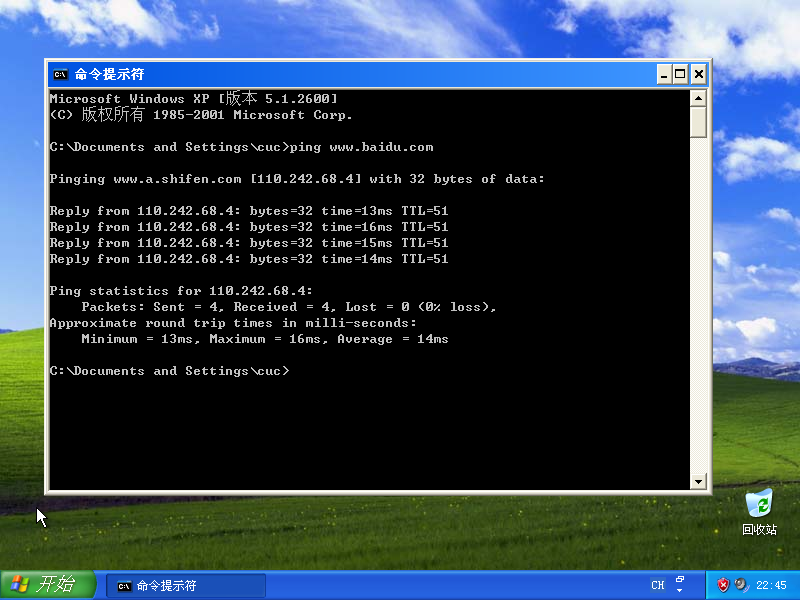 命令提示符
Microsoft Windows XP [版本 5.1.2600]
(C) 版权所有 1985-2001 Microsoft Corp.
C:\Documents and Settings\cuc>ping www.baidu.com
Pinging www.a.shifen.com [110.242.68.4] with 32 bytes of data:
Reply from 110.242.68.4: bytes=32 time=13ms TTL=51
Reply from 110.242.68.4: bytes=32 time=16ms TTL=51
Reply from 110.242.68.4: bytes=32 time=15ms TTL=51
Reply from 110.242.68.4: bytes=32 time=14ms TTL=51
Ping statistics for 110.242.68.4:
    Packets: Sent = 4, Received = 4, Lost = 0 (0% loss),
Approximate round trip times in milli-seconds:
    Minimum = 13ms, Maximum = 16ms, Average = 14ms
C:\Documents and Settings\cuc>
回收站
开始
命令提示符
CH
22:45